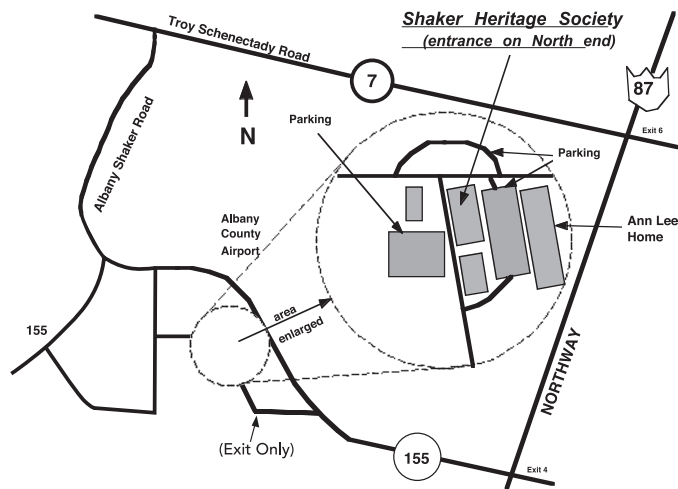 Shaker Heritage Society
(entrance on North end)
Troy Schenectady Road
7
87
Exit 6
N
Albany Shaker Road
Parking
Parking
Albany
County
Airport
Ann Lee
Home
area
enlarged
155
NORTHWAY
(Exit Only)
155
Exit 4